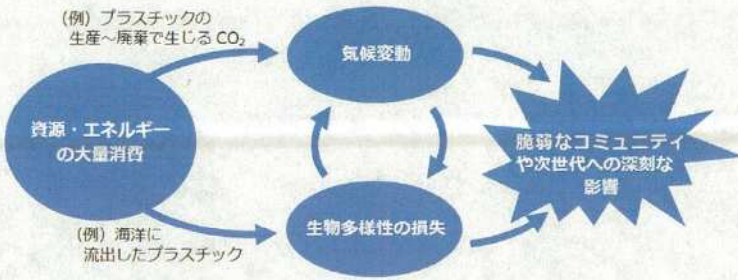 (例) プラスチックの
生産～廃棄で生じる CO₂
気候変動
資源・エネルギー
の大量消費
脆弱なコミュニティ
や次世代への深刻な
影響
生物多様性の損失
(例) 海洋に
流出したプラスチック